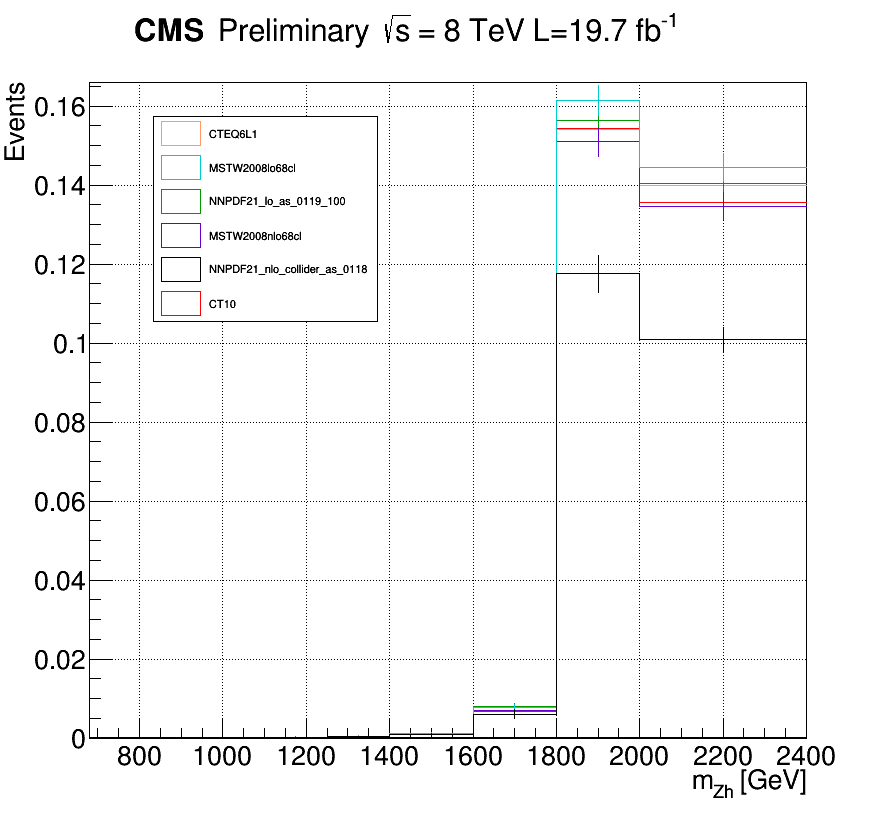 CMS Preliminary √s = 8 TeV L=19.7 fb-1
Events
0.16
0.14
0.12
0.1
0.08
0.06
0.04
0.02
0
CTEQ6L1
MSTW2008lo68cl
NNPDF21_lo_as_0119_100
MSTW2008nlo68cl
NNPDF21_nlo_collider_as_0118
CT10
800 1000 1200 1400 1600 1800 2000 2200 2400
mZh [GeV]